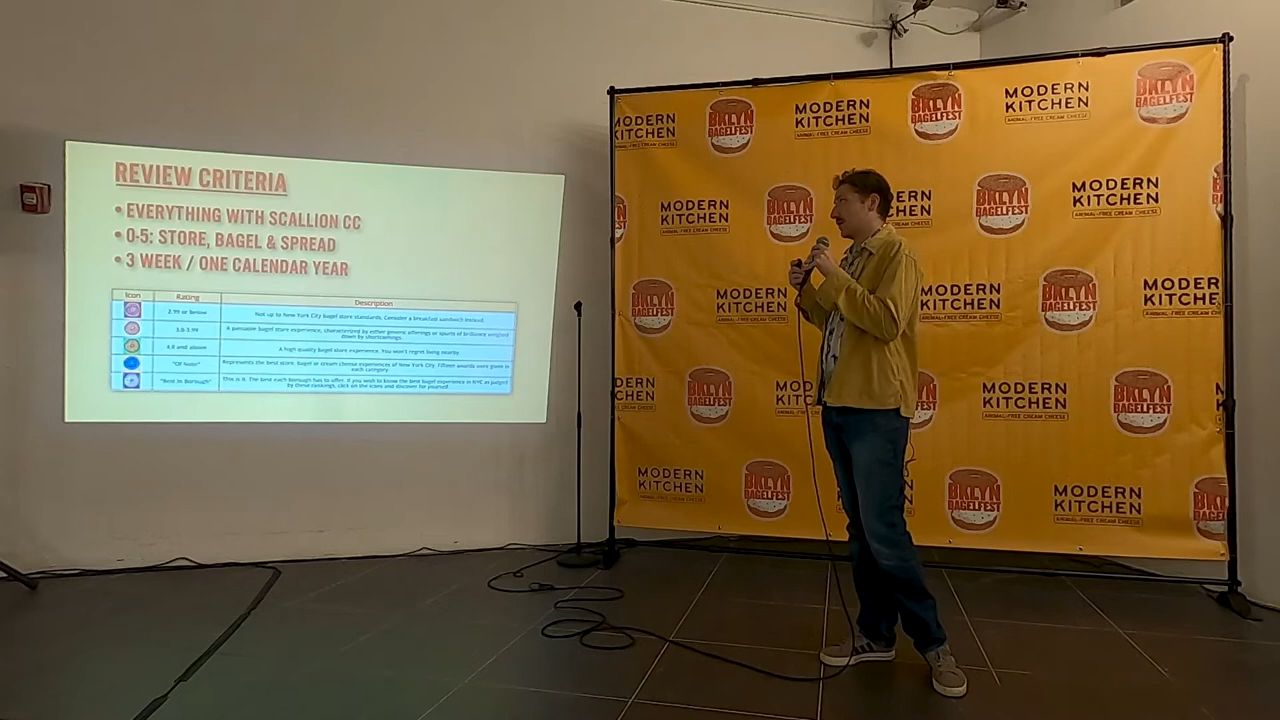 REVIEW CRITERIA
• EVERYTHING WITH SCALLION CC
• 0-5: STORE, BAGEL & SPREAD
• 3 WEEK / ONE CALENDAR YEAR
Icon Rating Description
2.99 or below Not up to New York City bagel store standards. Consider a breakfast sandwich instead.
3.0-3.99 A passable bagel store experience, characterized by either generic offerings or spurts of brilliance weighed
down by shortcomings.
4.0 and above A high quality bagel store experience. You won't regret being nearby.
"Of Note" Represents the best store, bagel or cream cheese experiences of New York City. Fifteen awards were given in
each category.
"Best in Borough" This is it. The best each borough has to offer. If you wish to know the best bagel experience in NYC as judged
by these rankings, click on the icons and discover for yourself.
MODERN
KITCHEN
ANIMAL-FREE CREAM CHEESE
BKLYN
BAGELFEST